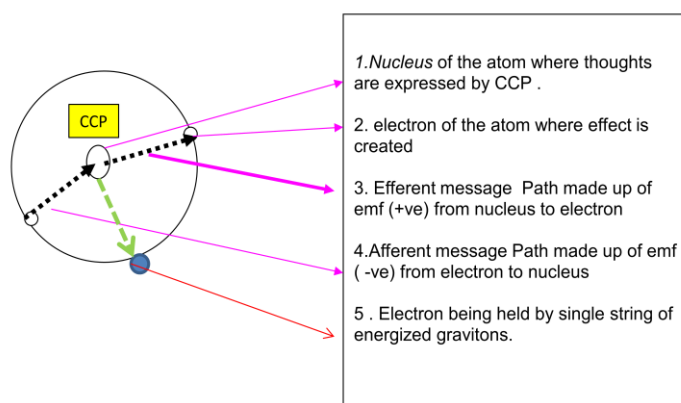 CCP
1.Nucleus of the atom where thoughts
are expressed by CCP .
2. electron of the atom where effect is
created
3. Efferent message Path made up of
emf (+ve) from nucleus to electron
4.Afferent message Path made up of emf
( -ve) from electron to nucleus
5 . Electron being held by single string of
energized gravitons.